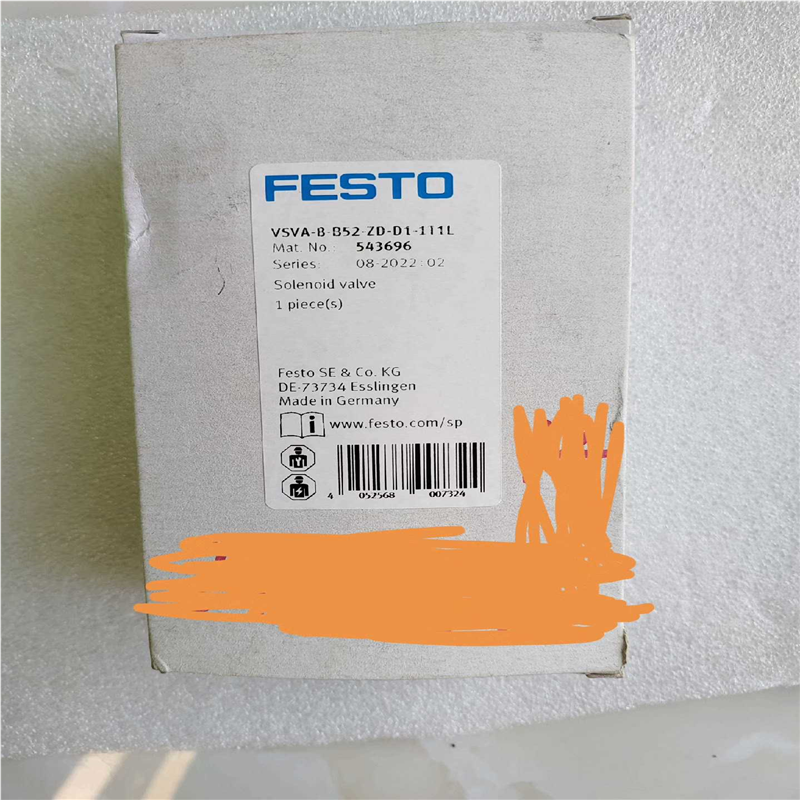 FESTO
VSVA-B-B52-ZD-D1-1T1L
Mat. No.: 543696
Series: 08-2022:02
Solenoid valve
1 piece(s)
Festo SE & Co. KG
DE-73734 Esslingen
Made in Germany
i www.festo.com/sp
4 052568 007324